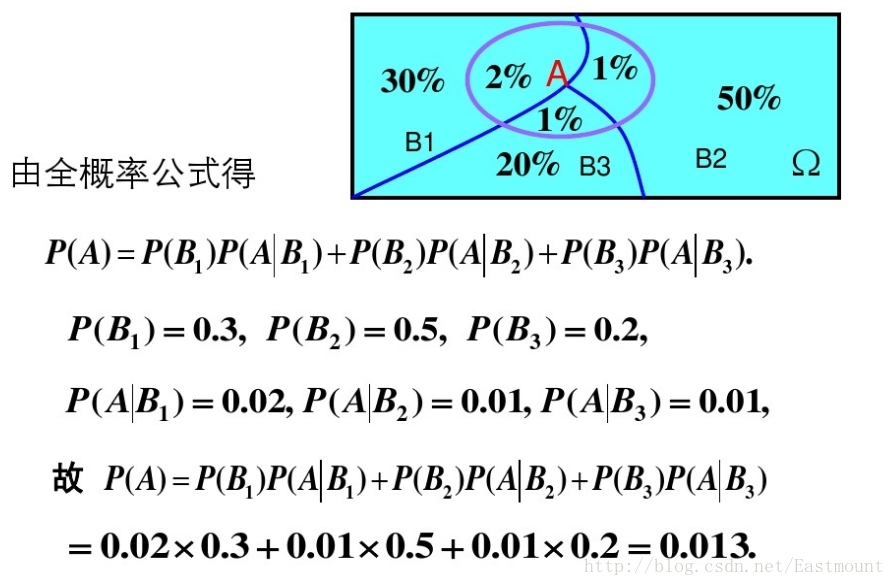 30% 2% A 1% 50%
1%
B1 20% B3 B2 Ω
由全概率公式得
P(A)=P(B₁)P(A|B₁)+P(B₂)P(A|B₂)+P(B₃)P(A|B₃).
P(B₁)=0.3, P(B₂)=0.5, P(B₃)=0.2,
P(A|B₁)=0.02, P(A|B₂)=0.01, P(A|B₃)=0.01,
故 P(A)=P(B₁)P(A|B₁)+P(B₂)P(A|B₂)+P(B₃)P(A|B₃)
=0.02×0.3+0.01×0.5+0.01×0.2=0.013.
http://blog.csdn.net/Eastmount